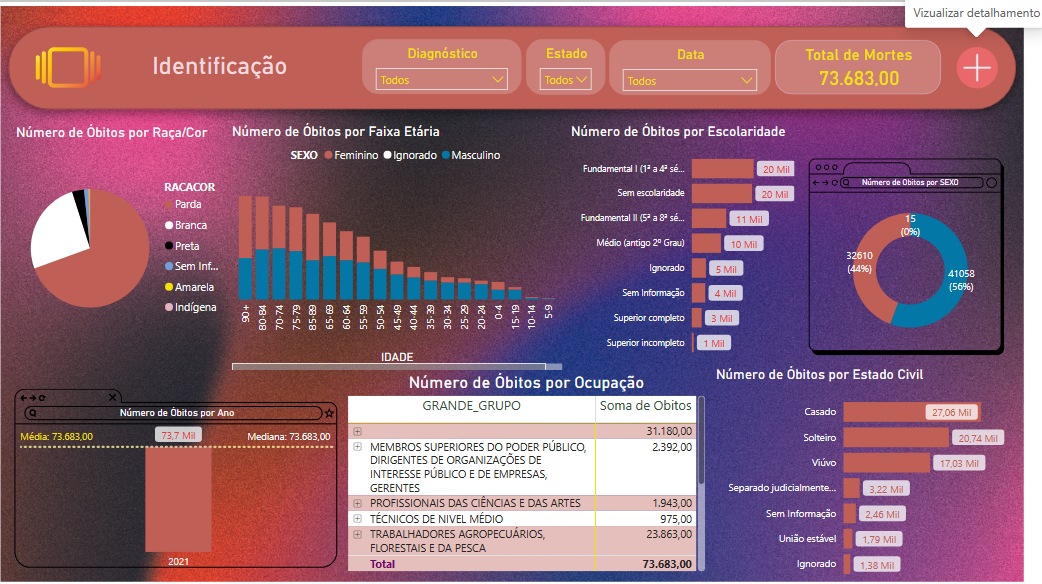 Vizualizar detalhamento
Identificação
Diagnóstico
Todos
Estado
Todos
Data
Todos
Total de Mortes
73.683,00
Número de Óbitos por Raça/Cor
RACACOR
Parda
Branca
Preta
Sem Inf...
Amarela
Indígena
Número de Óbitos por Faixa Etária
SEXO Feminino Ignorado Masculino
90+
80-84
70-74
75-79
85-89
65-69
60-64
55-59
50-54
45-49
40-44
35-39
30-34
25-29
20-24
0-4
15-19
10-14
5-9
IDADE
Número de Óbitos por Escolaridade
Fundamental I (1ª a 4ª sé... 20 Mil
Sem escolaridade 20 Mil
Fundamental II (5ª a 8ª sé... 11 Mil
Médio (antigo 2º Grau) 10 Mil
Ignorado 5 Mil
Sem Informação 4 Mil
Superior completo 3 Mil
Superior incompleto 1 Mil
Número de Óbitos por SEXO
15
(0%)
32610
(44%)
41058
(56%)
Número de Óbitos por Ano
Média: 73.683,00
73,7 Mil
Mediana: 73.683,00
2021
Número de Óbitos por Ocupação
GRANDE_GRUPO Soma de Obitos
31.180,00
MEMBROS SUPERIORES DO PODER PÚBLICO, 2.392,00
DIRIGENTES DE ORGANIZAÇÕES DE
INTERESSE PÚBLICO E DE EMPRESAS,
GERENTES
PROFISSIONAIS DAS CIÊNCIAS E DAS ARTES 1.943,00
TÉCNICOS DE NIVEL MÉDIO 975,00
TRABALHADORES AGROPECUÁRIOS, 23.863,00
FLORESTAIS E DA PESCA
Total 73.683,00
Número de Óbitos por Estado Civil
Casado 27,06 Mil
Solteiro 20,74 Mil
Viúvo 17,03 Mil
Separado judicialmente... 3,22 Mil
Sem Informação 2,46 Mil
União estável 1,79 Mil
Ignorado 1,38 Mil